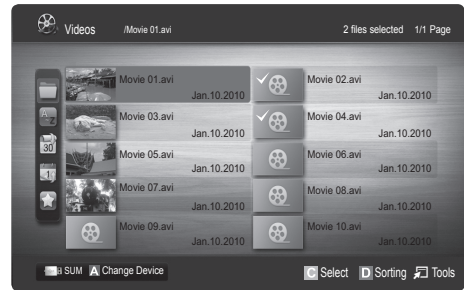 Videos /Movie 01.avi 2 files selected 1/1 Page
Movie 01.avi Movie 02.avi
Jan.10.2010 Jan.10.2010
Movie 03.avi Movie 04.avi
Jan.10.2010 Jan.10.2010
Movie 05.avi Movie 06.avi
Jan.10.2010 Jan.10.2010
Movie 07.avi Movie 08.avi
Jan.10.2010 Jan.10.2010
Movie 09.avi Movie 10.avi
Jan.10.2010 Jan.10.2010
A
Z
30
1
SUM A Change Device C Select D Sorting Tools